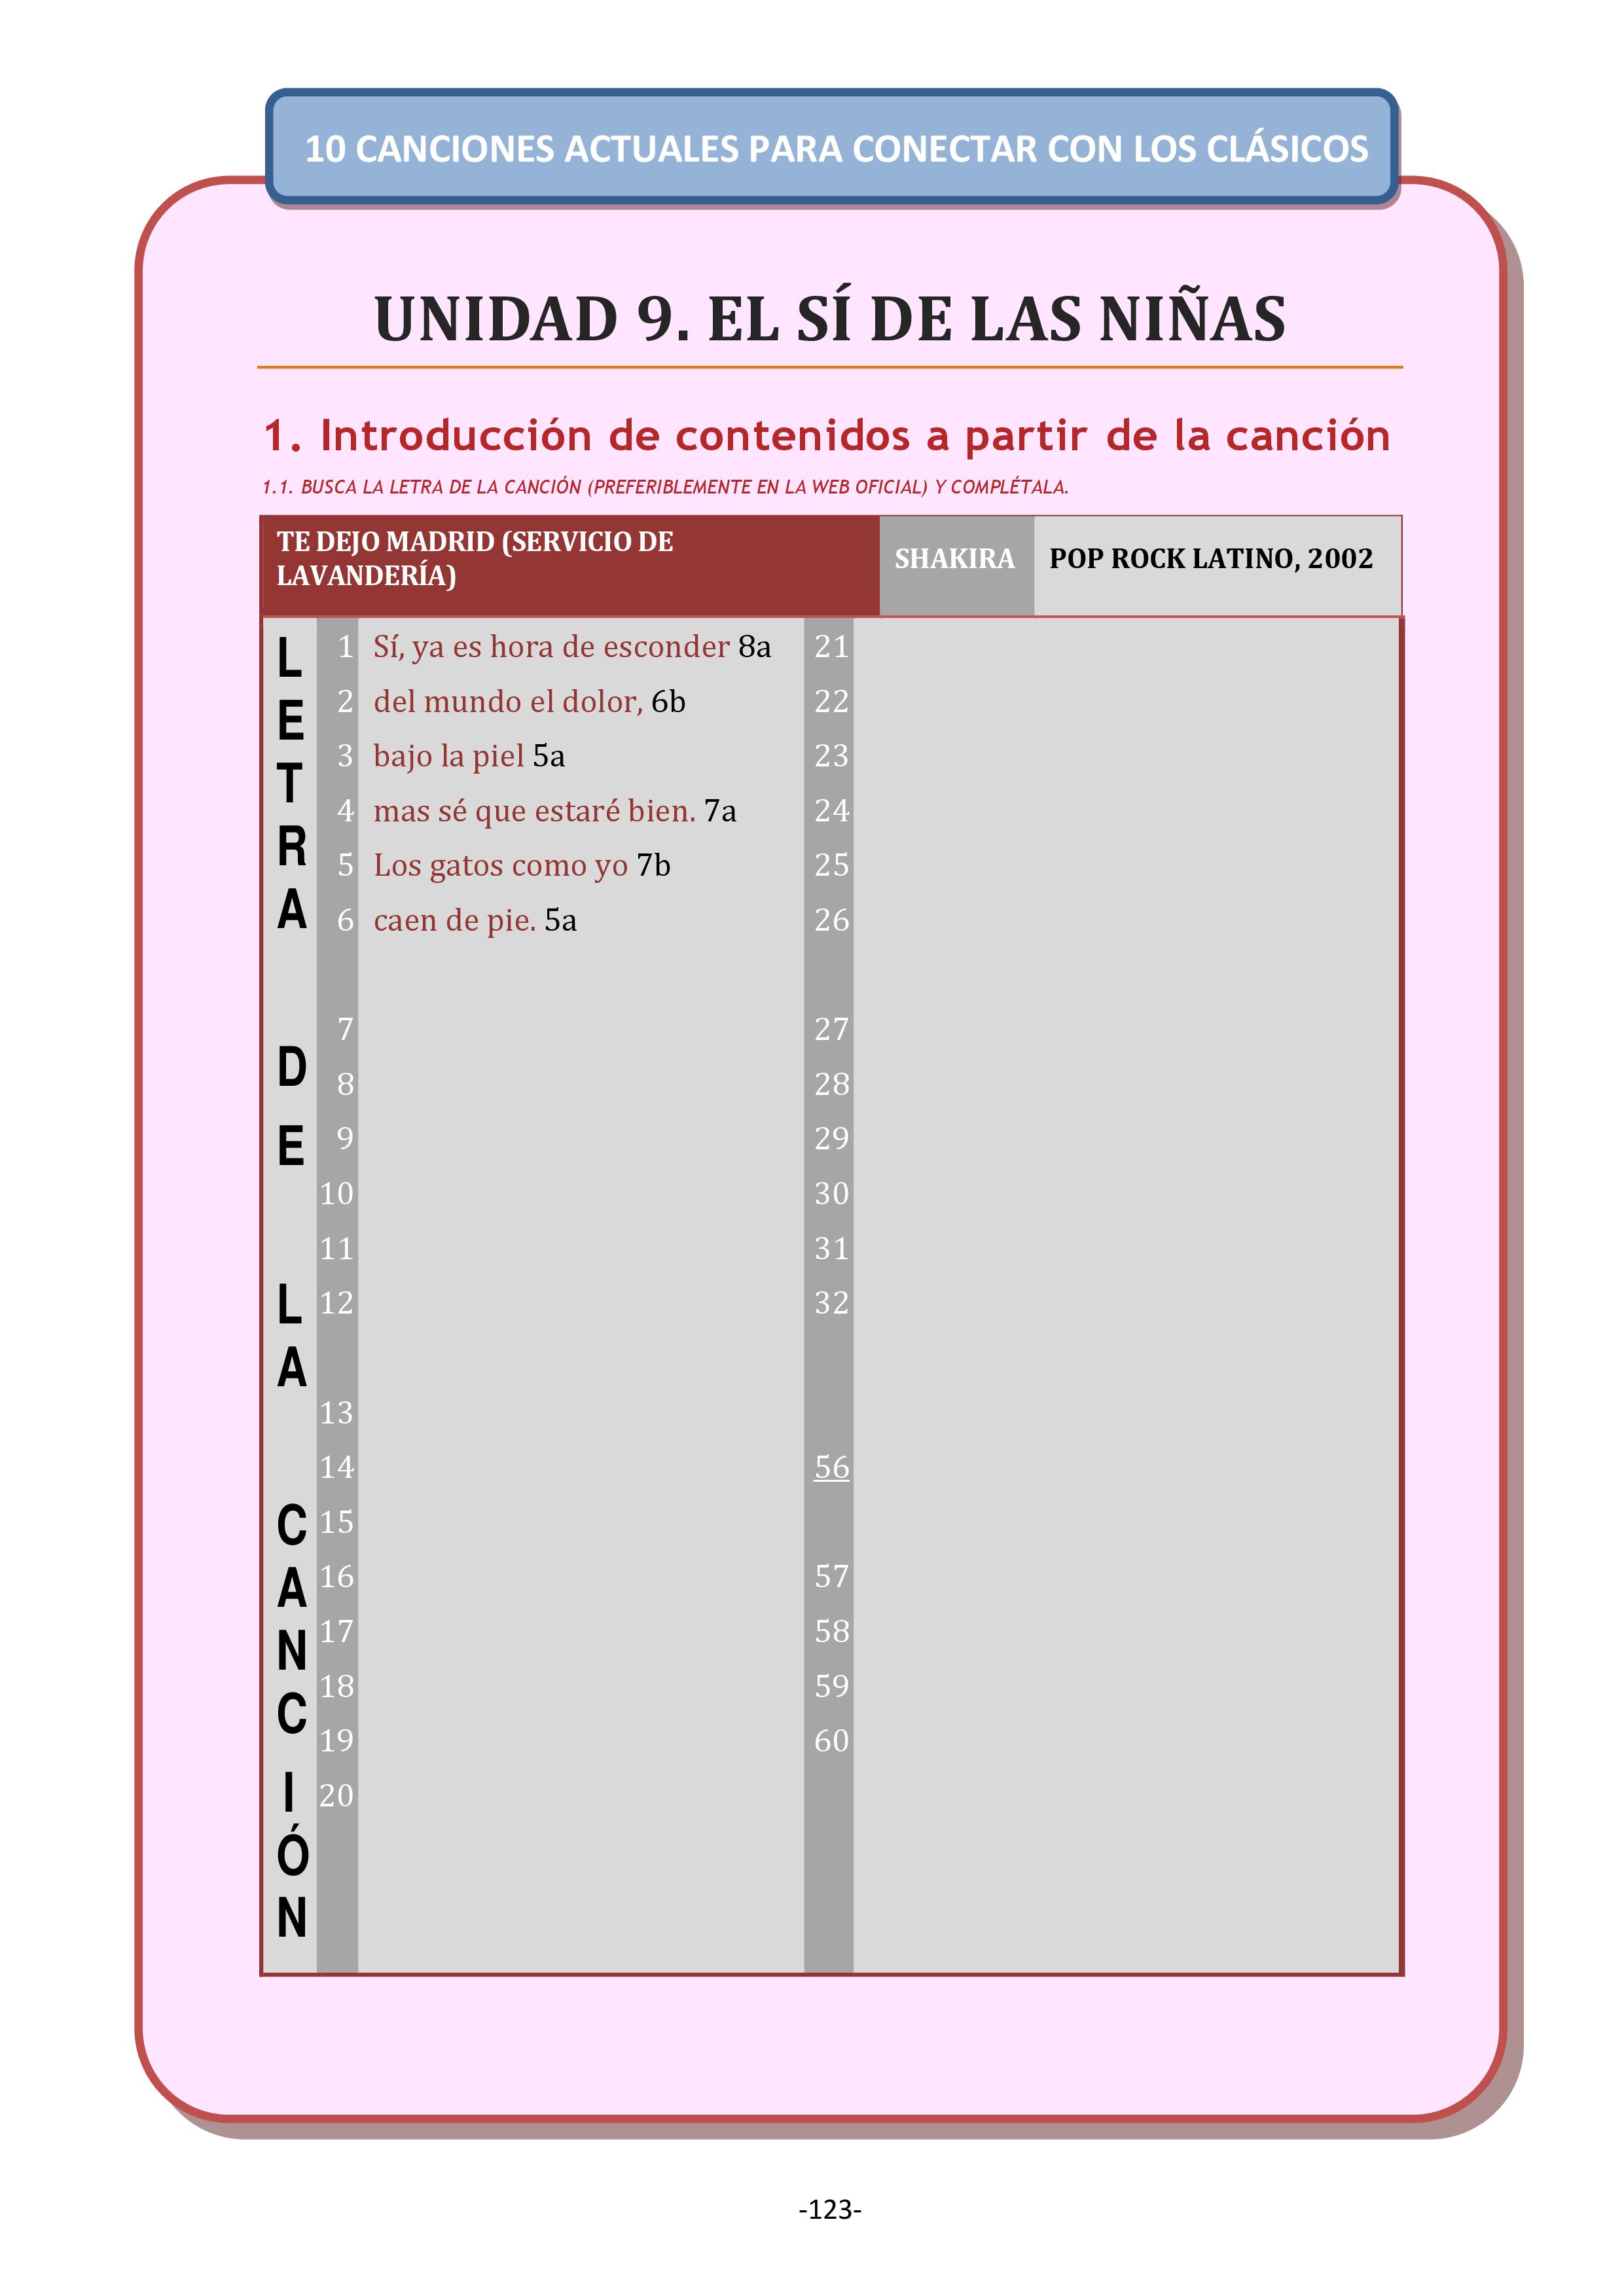 10 CANCIONES ACTUALES PARA CONECTAR CON LOS CLÁSICOS
UNIDAD 9. EL SÍ DE LAS NIÑAS
1. Introducción de contenidos a partir de la canción
1.1. BUSCA LA LETRA DE LA CANCIÓN (PREFERIBLEMENTE EN LA WEB OFICIAL) Y COMPLÉTALA.
TE DEJO MADRID (SERVICIO DE
LAVANDERÍA)
SHAKIRA
POP ROCK LATINO, 2002
LETRA DE LA CANCIÓN
1 Sí, ya es hora de esconder 8a
2 del mundo el dolor, 6b
3 bajo la piel 5a
4 mas sé que estaré bien. 7a
5 Los gatos como yo 7b
6 caen de pie. 5a
7
8
9
10
11
12
13
14
15
16
17
18
19
20
21
22
23
24
25
26
27
28
29
30
31
32
56
57
58
59
60
-123-